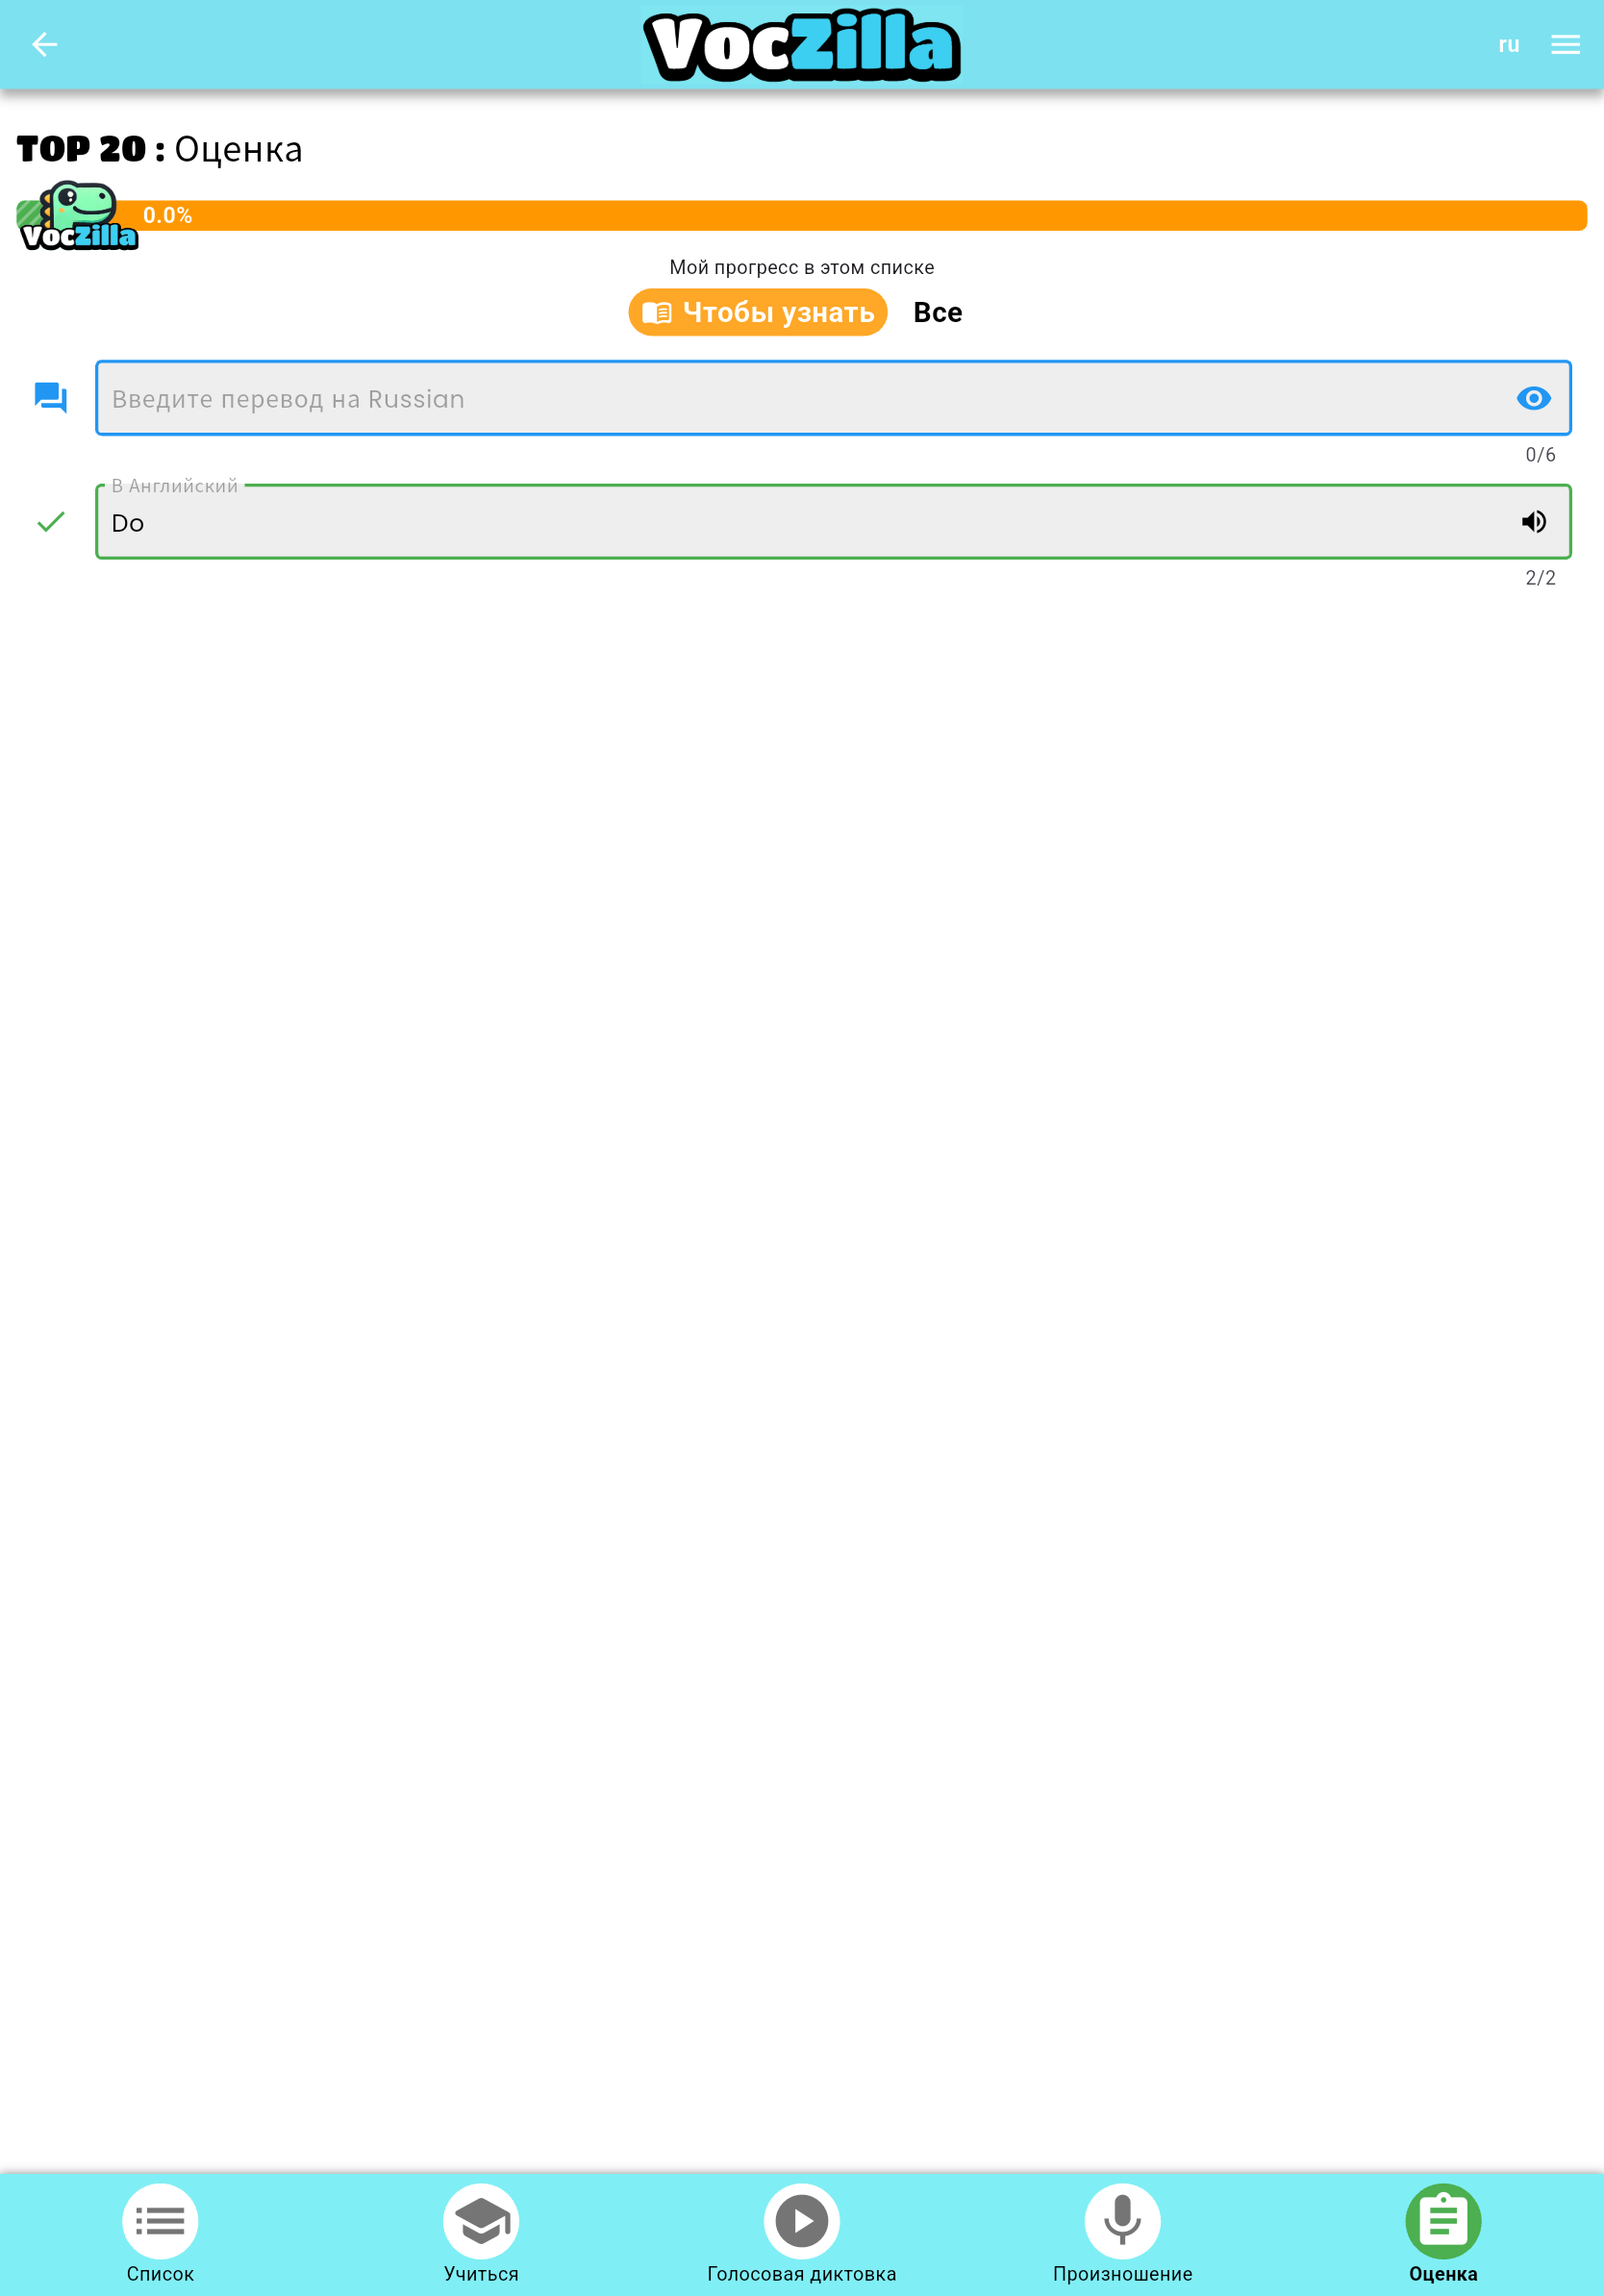 VocZilla
ru
TOP 20 : Оценка
0.0%
VocZilla
Мой прогресс в этом списке
Чтобы узнать Все
Введите перевод на Russian
0/6
В Английский
Do
2/2
Список Учиться Голосовая диктовка Произношение Оценка